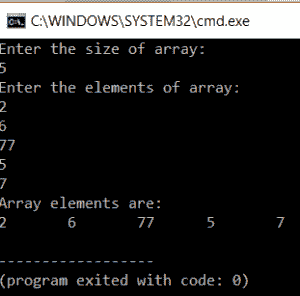 C:\WINDOWS\SYSTEM32\cmd.exe
Enter the size of array:
5
Enter the elements of array:
2
6
77
5
7
Array elements are:
2 6 77 5 7
------------------
(program exited with code: 0)